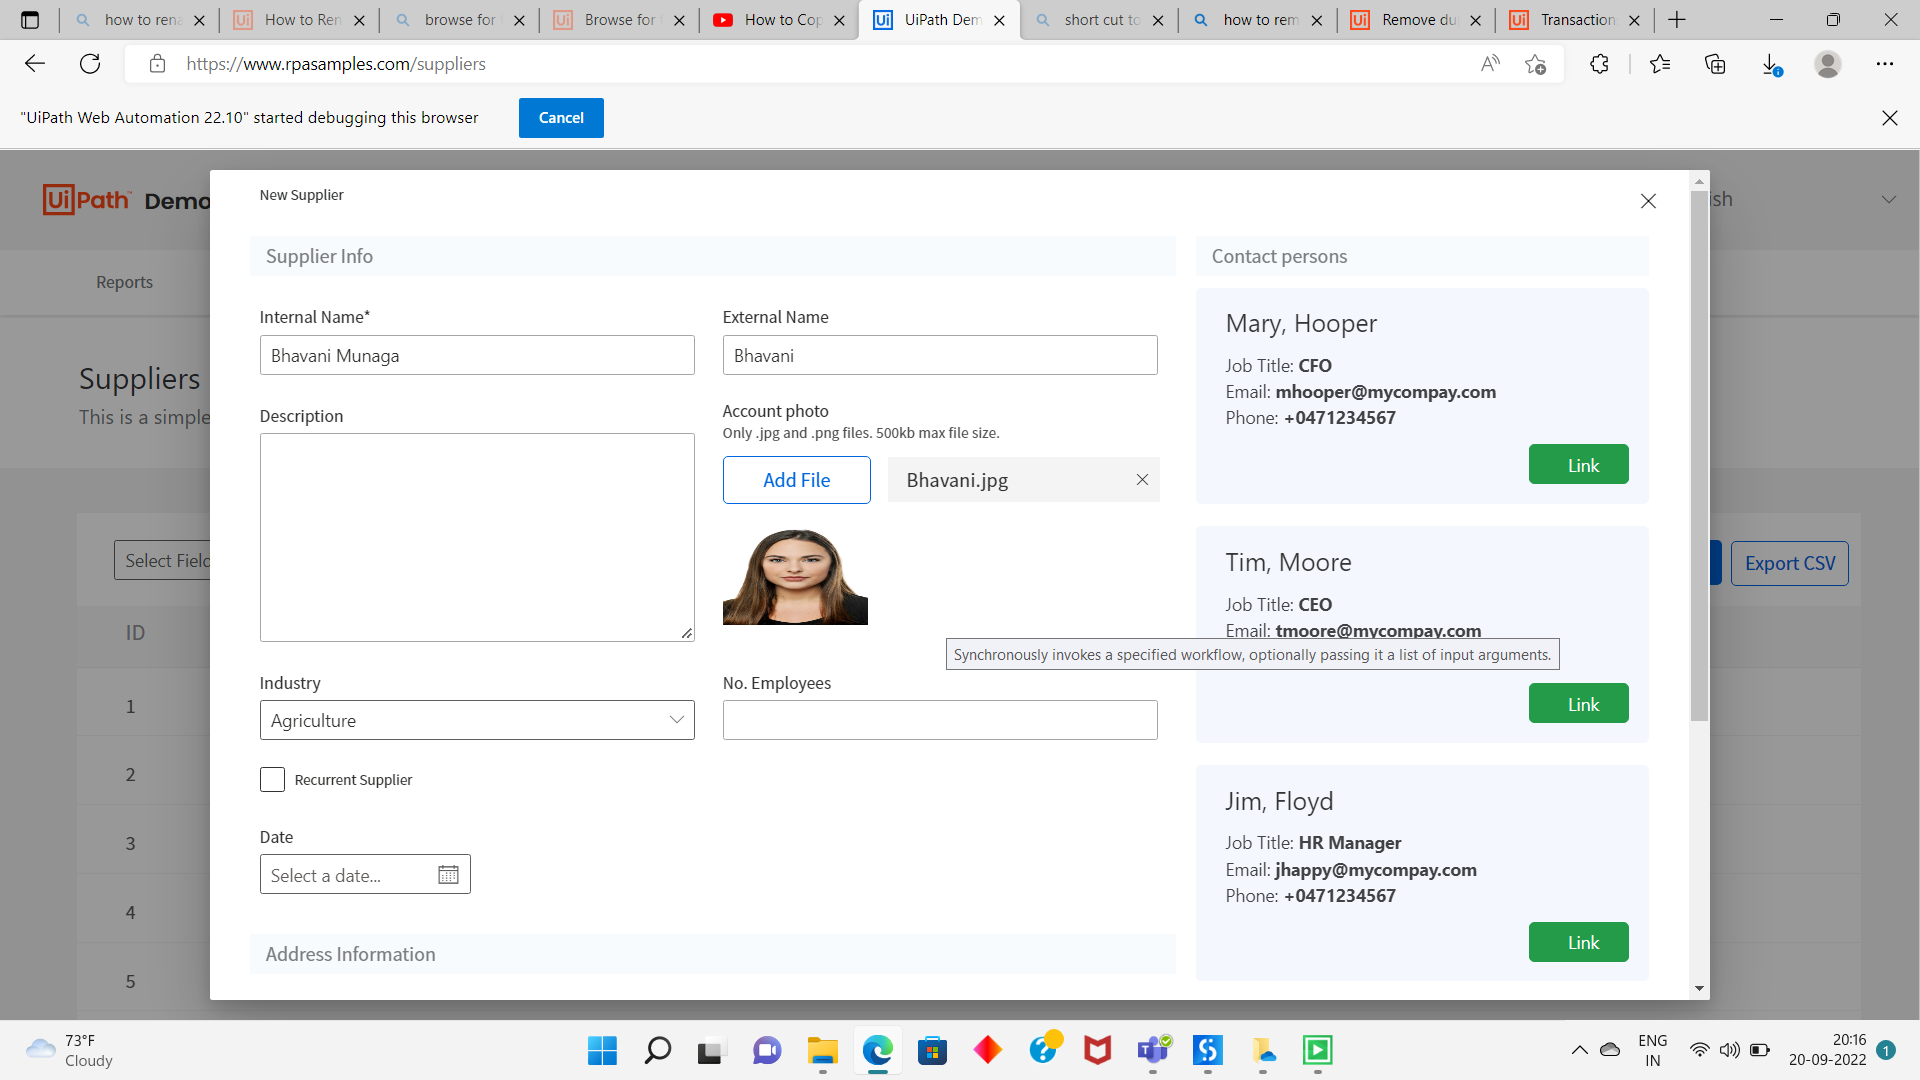 how to rena
How to Ren
browse for
Browse for
How to Cop
UiPath Dem
short cut to
how to rem
Remove du
Transaction
https://www.rpasamples.com/suppliers
"UiPath Web Automation 22.10" started debugging this browser
Cancel
UiPath™ Demo
ish
Reports
Suppliers
This is a simple
Select Field
Export CSV
ID
1
2
3
4
5
New Supplier
Supplier Info
Internal Name*
Bhavani Munaga
External Name
Bhavani
Description
Account photo
Only .jpg and .png files. 500kb max file size.
Add File
Bhavani.jpg
Industry
Agriculture
No. Employees
Recurrent Supplier
Date
Select a date...
Address Information
Contact persons
Mary, Hooper
Job Title: CFO
Email: mhooper@mycompay.com
Phone: +0471234567
Link
Tim, Moore
Job Title: CEO
Email: tmoore@mycompay.com
Synchronously invokes a specified workflow, optionally passing it a list of input arguments.
Link
Jim, Floyd
Job Title: HR Manager
Email: jhappy@mycompay.com
Phone: +0471234567
Link
73°F
Cloudy
ENG
IN
20:16
20-09-2022
1